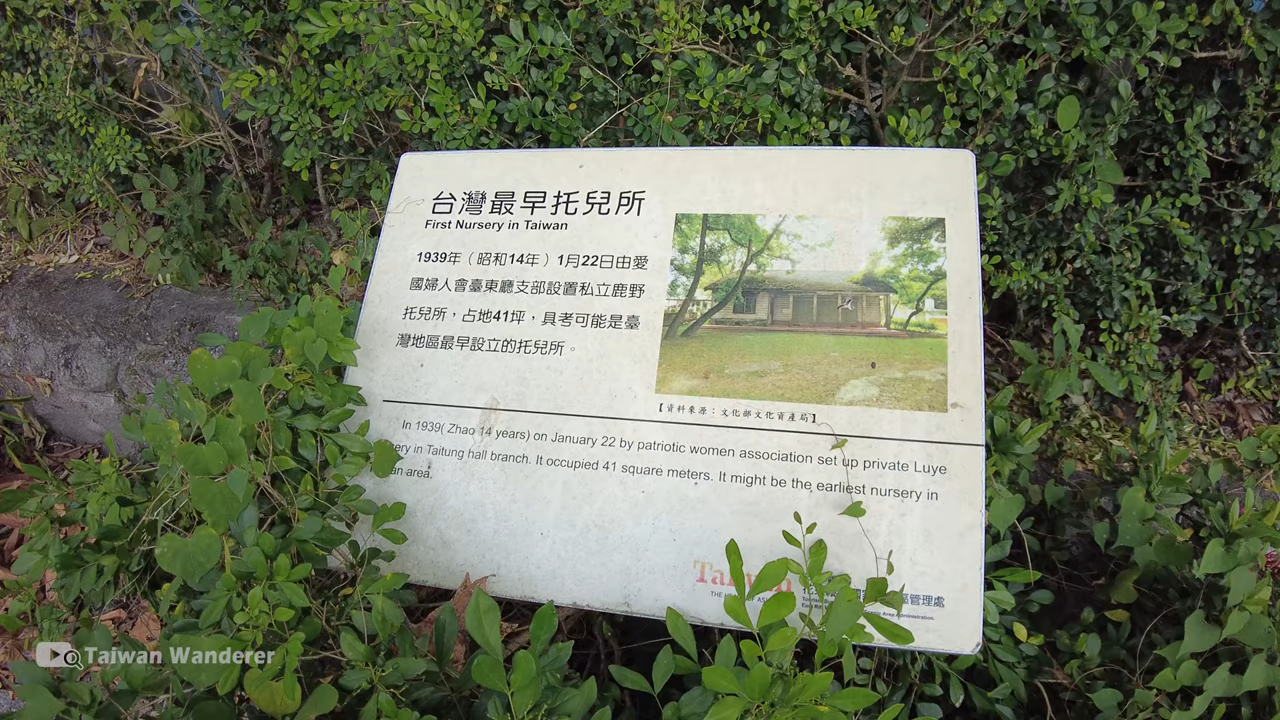 台灣最早托兒所
First Nursery in Taiwan
1939年（昭和14年）1月22日由愛
國婦人會臺東廳支部設置私立鹿野
托兒所，占地41坪，具考可能是臺
灣地區最早設立的托兒所。
【資料來源：文化部文化資產局】
In 1939( Zhao 14 years) on January 22 by patriotic women association set up private Luye
in Taitung hall branch. It occupied 41 square meters. It might be the earliest nursery in
area.
區管理處
Area Administration.
Taiwan Wanderer